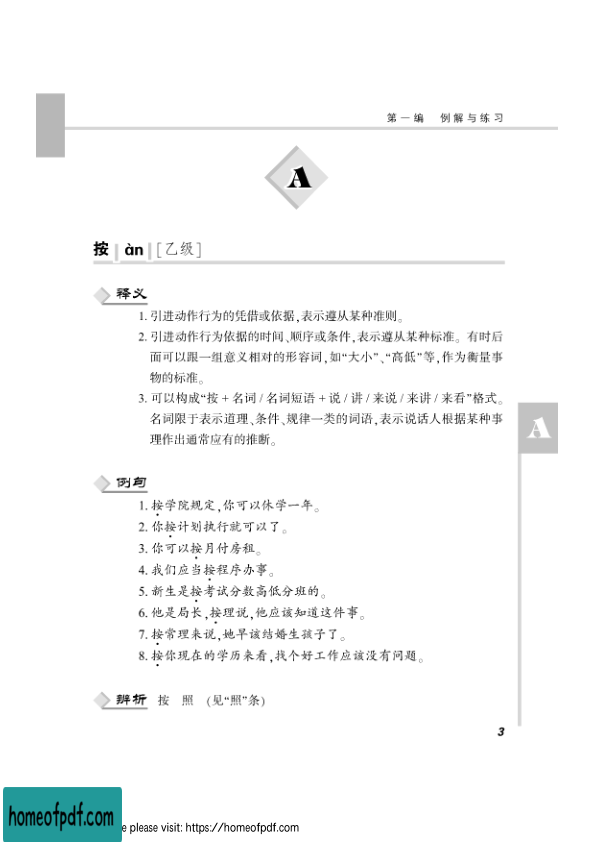 第一编 例解与练习
A
按 àn [乙级]
释义
1. 引进动作行为的凭借或依据,表示遵从某种准则。
2. 引进动作行为依据的时间、顺序或条件,表示遵从某种标准。有时后
面可以跟一组意义相对的形容词,如“大小”、“高低”等,作为衡量事
物的标准。
3. 可以构成“按 + 名词 / 名词短语 + 说 / 讲 / 来说 / 来讲 / 来看”格式。
名词限于表示道理、条件、规律一类的词语,表示说话人根据某种事
理作出通常应有的推断。
A
例句
1. 按学院规定,你可以休学一年。
2. 你按计划执行就可以了。
3. 你可以按月付房租。
4. 我们应当按程序办事。
5. 新生是按考试分数高低分班的。
6. 他是局长,按理说,他应该知道这件事。
7. 按常理来说,她早该结婚生孩子了。
8. 按你现在的学历来看,找个好工作应该没有问题。
辨析 按 照 (见“照”条)
3
homeofpdf.com
e please visit: https://homeofpdf.com